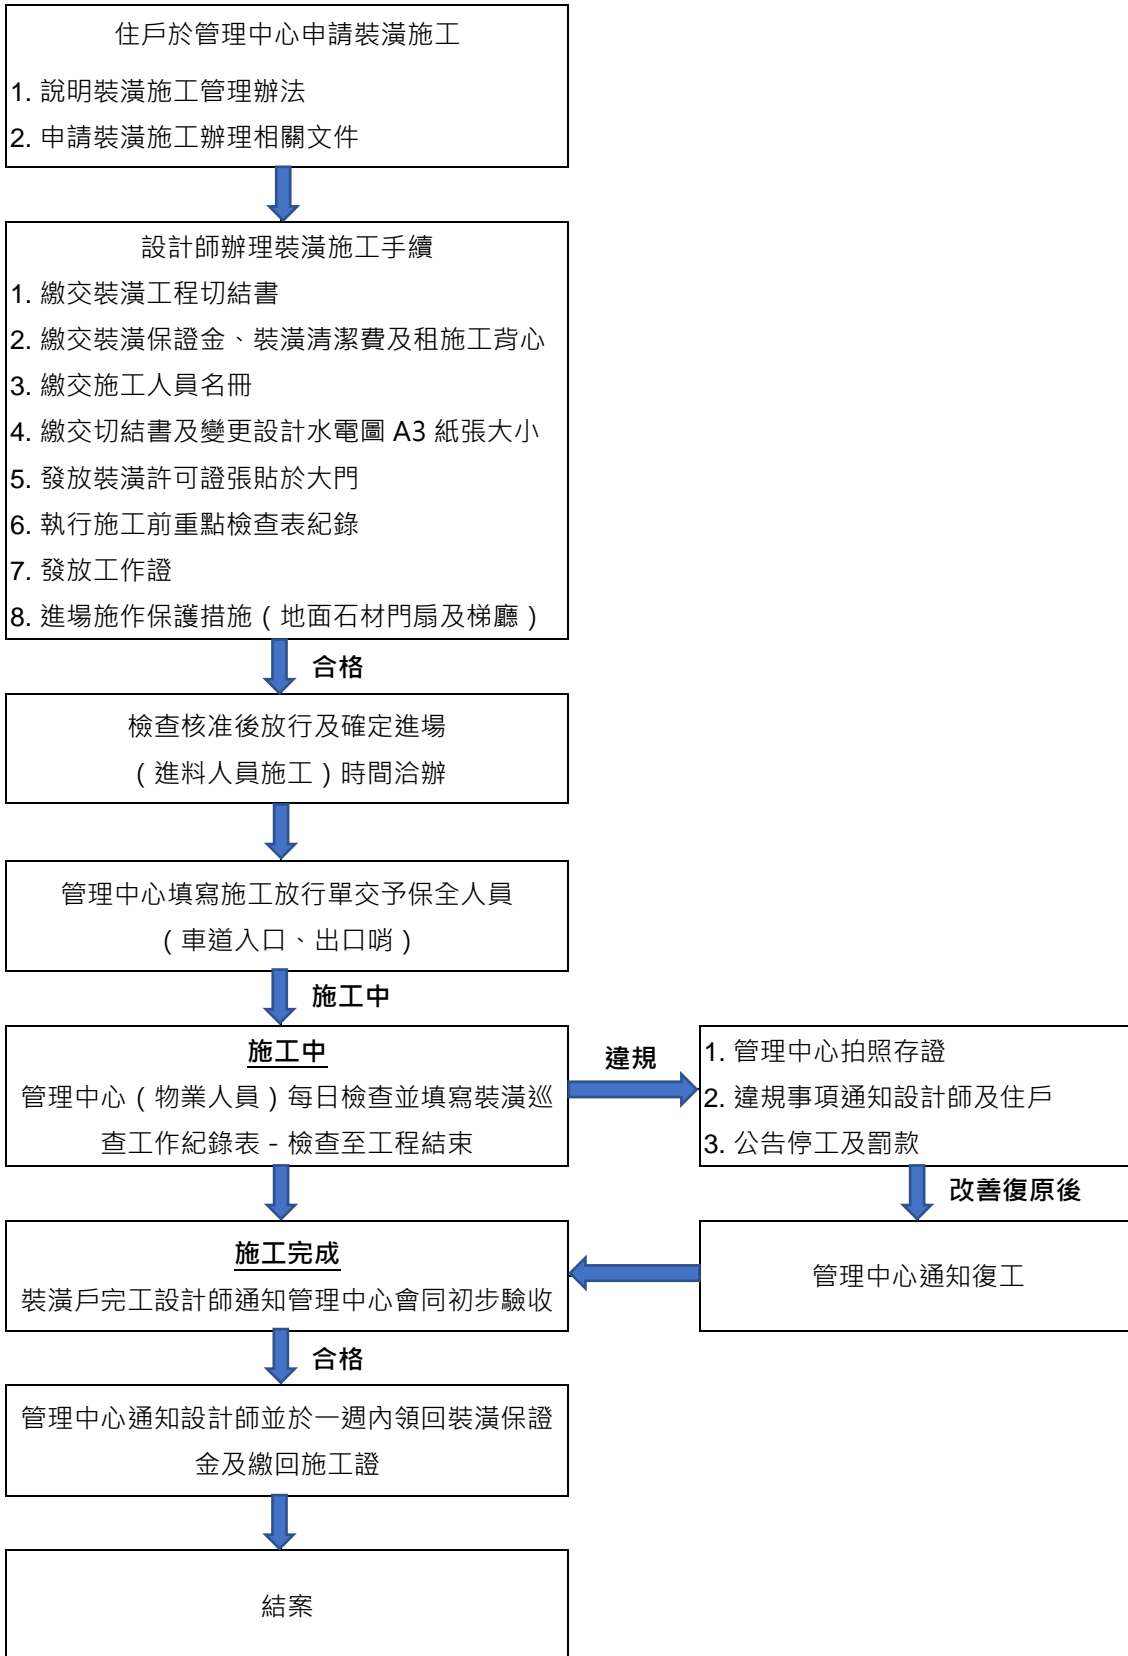 住戶於管理中心申請裝潢施工
1. 說明裝潢施工管理辦法
2. 申請裝潢施工辦理相關文件
設計師辦理裝潢施工手續
1. 繳交裝潢工程切結書
2. 繳交裝潢保證金、裝潢清潔費及租施工背心
3. 繳交施工人員名冊
4. 繳交切結書及變更設計水電圖 A3 紙張大小
5. 發放裝潢許可證張貼於大門
6. 執行施工前重點檢查表紀錄
7. 發放工作證
8. 進場施作保護措施（地面石材門扇及梯廳）
合格
檢查核准後放行及確定進場
（進料人員施工）時間洽辦
管理中心填寫施工放行單交予保全人員
（車道入口、出口哨）
施工中
施工中
管理中心（物業人員）每日檢查並填寫裝潢巡
查工作紀錄表－檢查至工程結束
違規
1. 管理中心拍照存證
2. 違規事項通知設計師及住戶
3. 公告停工及罰款
改善復原後
管理中心通知復工
施工完成
裝潢戶完工設計師通知管理中心會同初步驗收
合格
管理中心通知設計師並於一週內領回裝潢保證
金及繳回施工證
結案